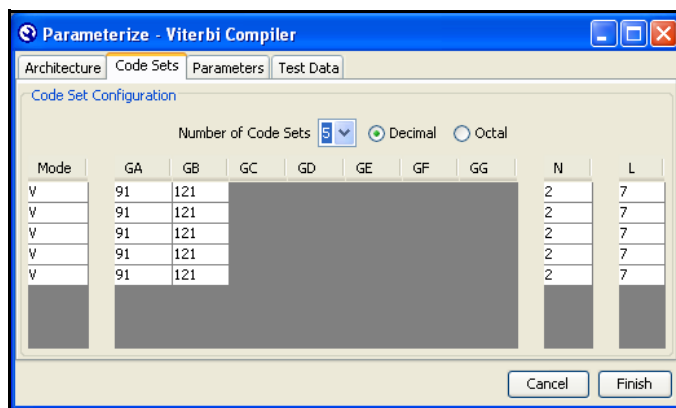 Parameterize - Viterbi Compiler
Architecture Code Sets Parameters Test Data
Code Set Configuration
Number of Code Sets 5 Decimal Octal
Mode GA GB GC GD GE GF GG N L
V 91 121 2 7
V 91 121 2 7
V 91 121 2 7
V 91 121 2 7
V 91 121 2 7
Cancel Finish